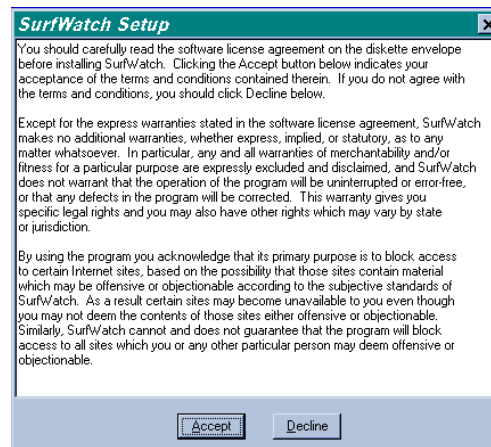 SurfWatch Setup
You should carefully read the software license agreement on the diskette envelope
before installing SurfWatch.  Clicking the Accept button below indicates your
acceptance of the terms and conditions contained therein.  If you do not agree with
the terms and conditions, you should click Decline below.
Except for the express warranties stated in the software license agreement, SurfWatch
makes no additional warranties, whether express, implied, or statutory, as to any
matter whatsoever.  In particular, any and all warranties of merchantability and/or
fitness for a particular purpose are expressly excluded and disclaimed, and SurfWatch
does not warrant that the operation of the program will be uninterrupted or error-free,
or that any defects in the program will be corrected.  This warranty gives you
specific legal rights and you may also have other rights which may vary by state
or jurisdiction.
By using the program you acknowledge that its primary purpose is to block access
to certain Internet sites, based on the possibility that those sites contain material
which may be offensive or objectionable according to the subjective standards of
SurfWatch.  As a result certain sites may become unavailable to you even though
you may not deem the contents of those sites either offensive or objectionable.
Similarly, SurfWatch cannot and does not guarantee that the program will block
access to all sites which you or any other particular person may deem offensive or
objectionable.
Accept Decline